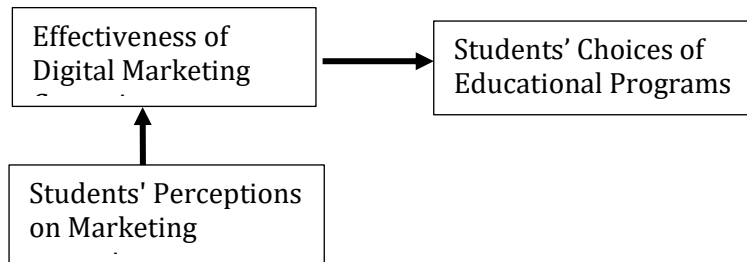 Effectiveness of
Digital Marketing
Students’ Choices of
Educational Programs
Students' Perceptions
on Marketing